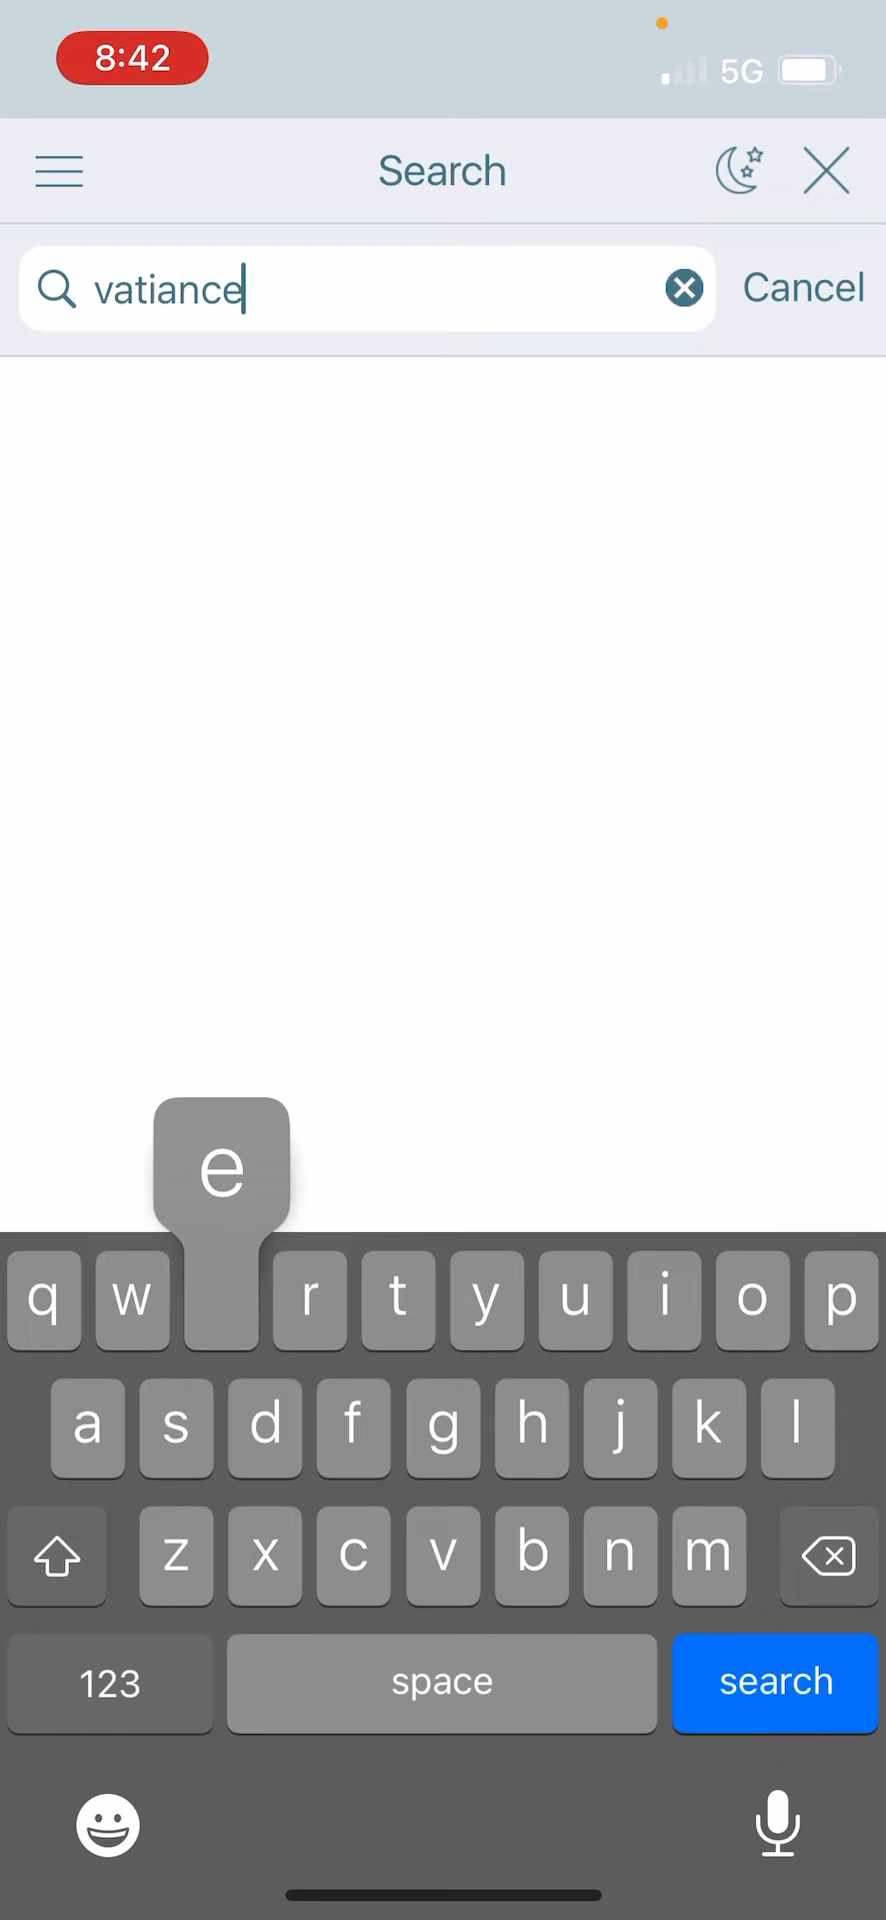 8:42 5G
Search
vatiance Cancel
e
q w r t y u i o p
a s d f g h j k l
z x c v b n m
123 space search